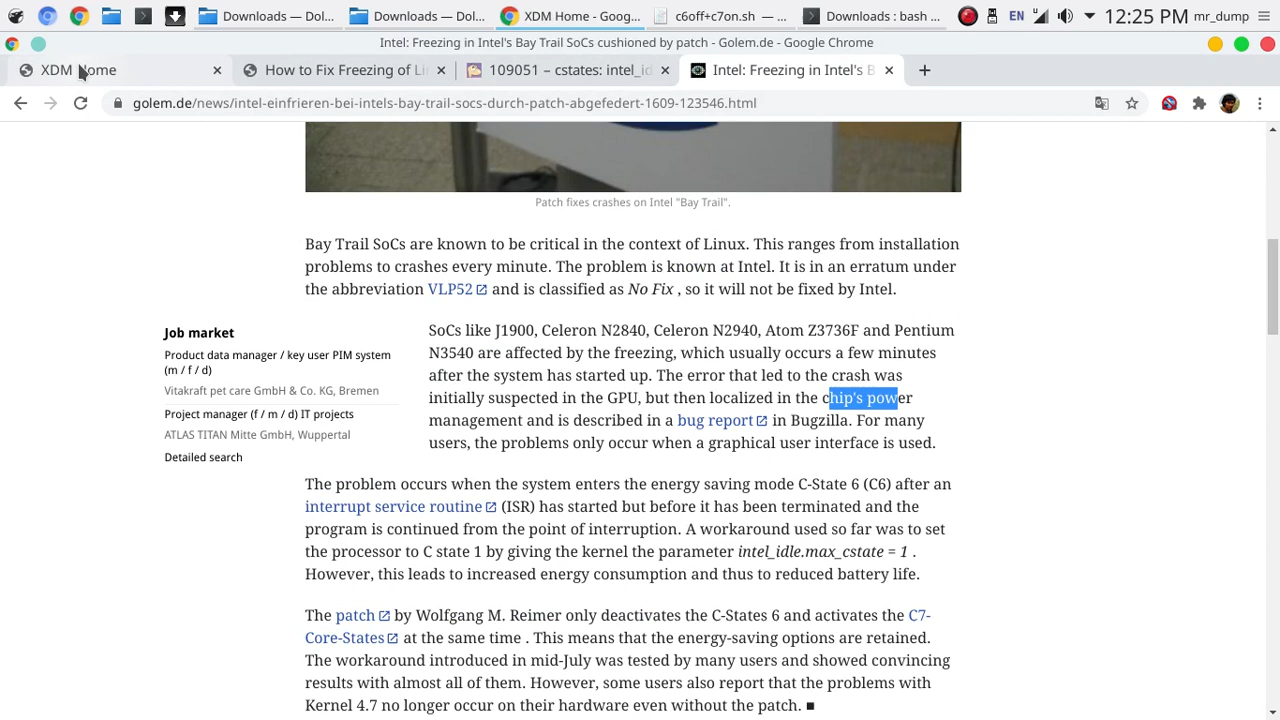 Downloads — Dol...
Downloads — Dol...
XDM Home - Goog...
c6off+c7on.sh — ...
Downloads : bash ...
EN
12:25 PM
mr_dump
Intel: Freezing in Intel's Bay Trail SoCs cushioned by patch - Golem.de - Google Chrome
XDM Home
How to Fix Freezing of Li
109051 – cstates: intel_id
Intel: Freezing in Intel's B
golem.de/news/intel-einfrieren-bei-intels-bay-trail-socs-durch-patch-abgefedert-1609-123546.html
Patch fixes crashes on Intel "Bay Trail".
Bay Trail SoCs are known to be critical in the context of Linux. This ranges from installation
problems to crashes every minute. The problem is known at Intel. It is in an erratum under
the abbreviation VLP52 and is classified as No Fix , so it will not be fixed by Intel.
Job market
Product data manager / key user PIM system
(m / f / d)
Vitakraft pet care GmbH & Co. KG, Bremen
Project manager (f / m / d) IT projects
ATLAS TITAN Mitte GmbH, Wuppertal
Detailed search
SoCs like J1900, Celeron N2840, Celeron N2940, Atom Z3736F and Pentium
N3540 are affected by the freezing, which usually occurs a few minutes
after the system has started up. The error that led to the crash was
initially suspected in the GPU, but then localized in the chip's power
management and is described in a bug report in Bugzilla. For many
users, the problems only occur when a graphical user interface is used.
The problem occurs when the system enters the energy saving mode C-State 6 (C6) after an
interrupt service routine (ISR) has started but before it has been terminated and the
program is continued from the point of interruption. A workaround used so far was to set
the processor to C state 1 by giving the kernel the parameter intel_idle.max_cstate = 1 .
However, this leads to increased energy consumption and thus to reduced battery life.
The patch by Wolfgang M. Reimer only deactivates the C-States 6 and activates the C7-
Core-States at the same time . This means that the energy-saving options are retained.
The workaround introduced in mid-July was tested by many users and showed convincing
results with almost all of them. However, some users also report that the problems with
Kernel 4.7 no longer occur on their hardware even without the patch. ■